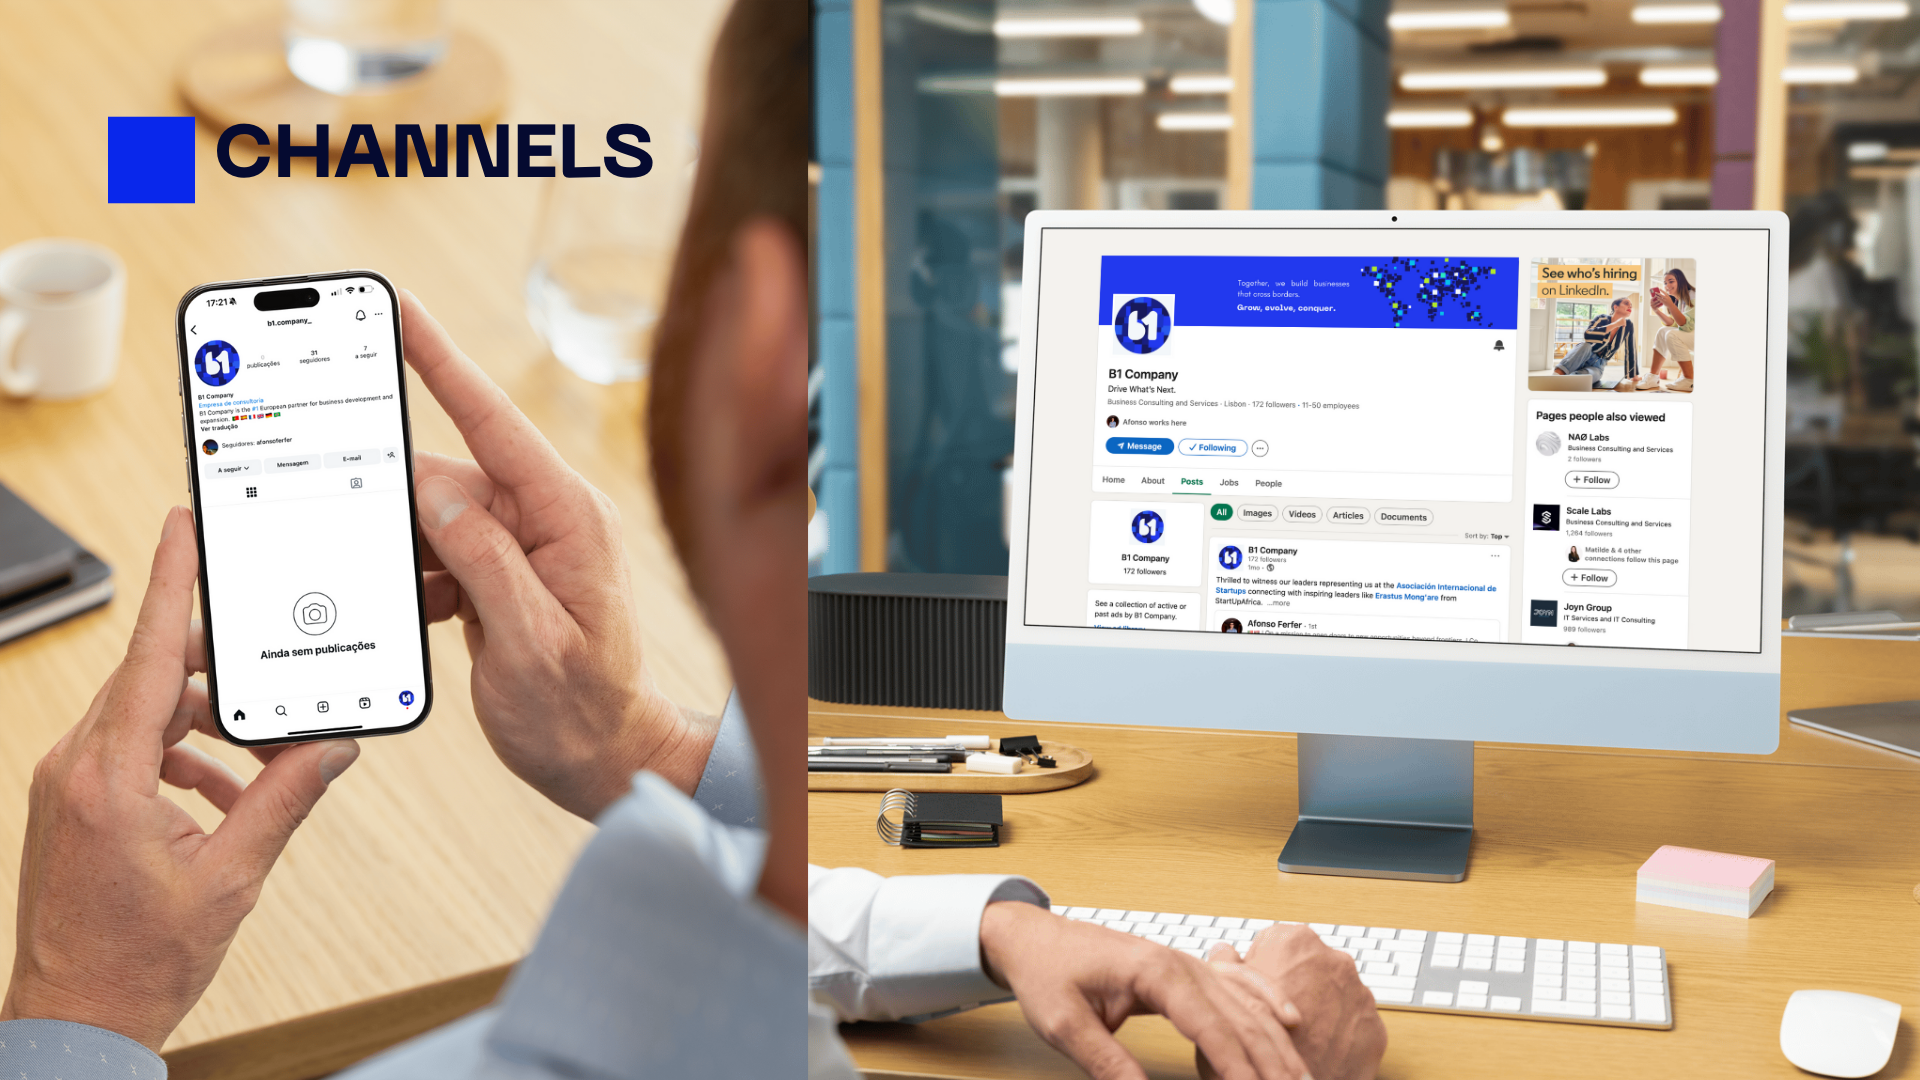 CHANNELS
17:21
b1.company_
31
7
publicações
seguidores
a seguir
B1 Company
Empresa de consultoria
B1 Company is the #1 European partner for business development and
expansion.
Ver tradução
Seguidores: afonsoferfer
A seguir
Mensagem
E-mail
Ainda sem publicações
b1
Together, we build businesses
that cross borders.
Grow, evolve, conquer.
B1 Company
Drive What's Next.
Business Consulting and Services · Lisbon · 172 followers · 11-50 employees
Afonso works here
Message
Following
Home
About
Posts
Jobs
People
B1 Company
172 followers
See a collection of active or
past ads by B1 Company.
All
Images
Videos
Articles
Documents
Sort by: Top
B1 Company
172 followers
1mo
Thrilled to witness our leaders representing us at the Asociación Internacional de
Startups connecting with inspiring leaders like Erastus Mong'are from
StartUpAfrica. ...more
Afonso Ferfer · 1st
See who's hiring
on LinkedIn.
Pages people also viewed
NAØ Labs
Business Consulting and Services
2 followers
+ Follow
Scale Labs
Business Consulting and Services
1,264 followers
Matilde & 4 other
connections follow this page
+ Follow
JOYN
Joyn Group
IT Services and IT Consulting
989 followers